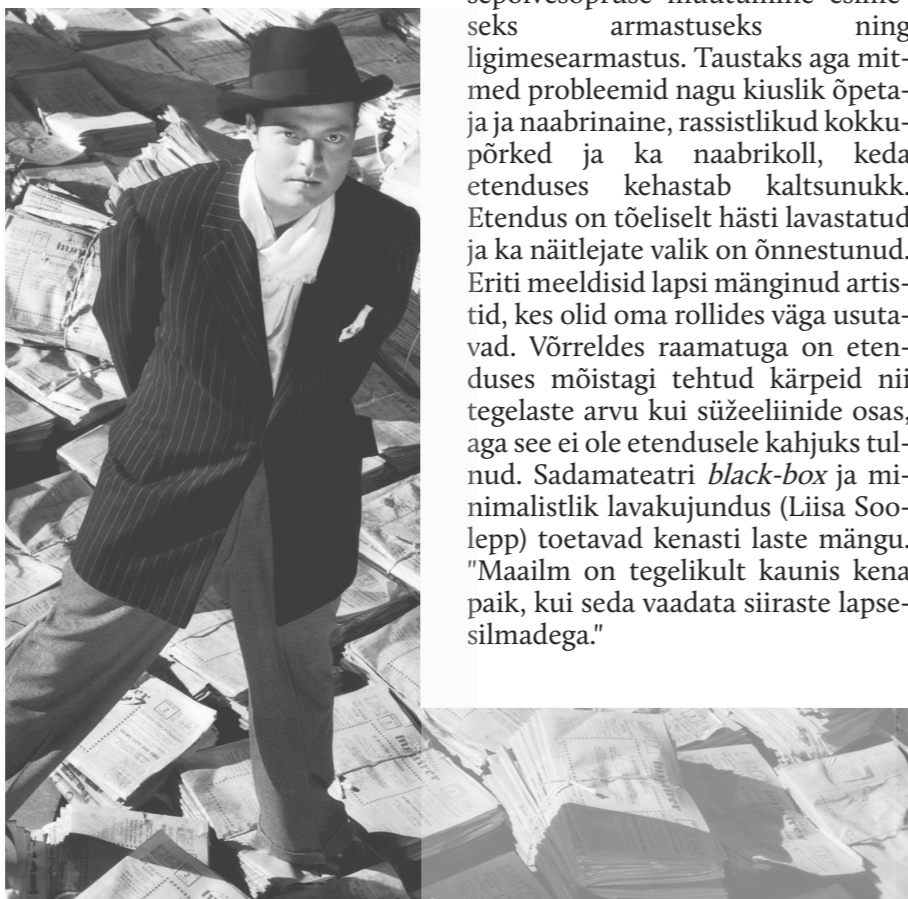 sepõlvesõpruse muutumine esime-
seks armastuseks ning
ligimesearmastus. Taustaks aga mit-
med probleemid nagu kiuslik õpeta-
ja ja naabrinaine, rassistlikud kokku-
põrked ja ka naabrikoll, keda
etenduses kehastab kaltsunukk.
Etendus on tõeliselt hästi lavastatud
ja ka näitlejate valik on õnnestunud.
Eriti meeldisid lapsi mänginud artis-
tid, kes olid oma rollides väga usuta-
vad. Võrreldes raamatuga on eten-
duses mõistagi tehtud kärpeid nii
tegelaste arvu kui süžeeliinide osas,
aga see ei ole etendusele kahjuks tul-
nud. Sadamateatri black-box ja mi-
nimalistlik lavakujundus (Liisa Soo-
lepp) toetavad kenasti laste mängu.
"Maailm on tegelikult kaunis kena
paik, kui seda vaadata siiraste lapse-
silmadega."